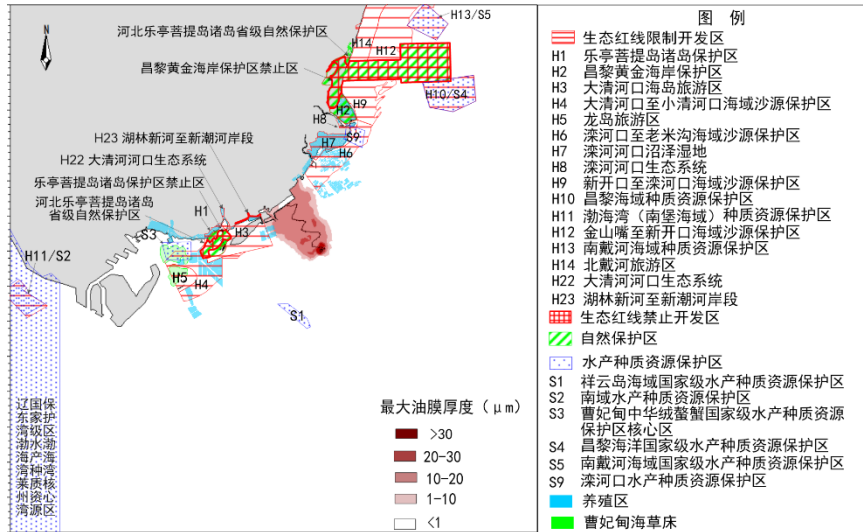 N
河北乐亭菩提岛诸岛省级自然保护区
昌黎黄金海岸保护区禁止区
H23 湖林新河至新潮河岸段
H22 大清河河口生态系统
乐亭菩提岛诸岛保护区禁止区
河北乐亭菩提岛诸岛
省级自然保护区
H13/S5
H14
H12
H10/S4
H2
H9
H8
S9
H7
H6
H1
H3
S3
H11/S2
H5
H4
S1
辽国保
东家护
湾级区
渤水渤
海产海
湾种湾
莱质核
州资心
湾源区
最大油膜厚度（μm）
>30
20-30
10-20
1-10
<1
图 例
生态红线限制开发区
H1 乐亭菩提岛诸岛保护区
H2 昌黎黄金海岸保护区
H3 大清河口海岛旅游区
H4 大清河口至小清河口海域沙源保护区
H5 龙岛旅游区
H6 滦河口至老米沟海域沙源保护区
H7 滦河河口沼泽湿地
H8 滦河河口生态系统
H9 新开口至滦河口海域沙源保护区
H10 昌黎海域种质资源保护区
H11 渤海湾（南堡海域）种质资源保护区
H12 金山嘴至新开口海域沙源保护区
H13 南戴河海域种质资源保护区
H14 北戴河旅游区
H22 大清河河口生态系统
H23 湖林新河至新潮河岸段
生态红线禁止开发区
自然保护区
水产种质资源保护区
S1 祥云岛海域国家级水产种质资源保护区
S2 南域水产种质资源保护区
S3 曹妃甸中华绒螯蟹国家级水产种质资源
保护区核心区
S4 昌黎海洋国家级水产种质资源保护区
S5 南戴河海域国家级水产种质资源保护区
S9 滦河口水产种质资源保护区
养殖区
曹妃甸海草床